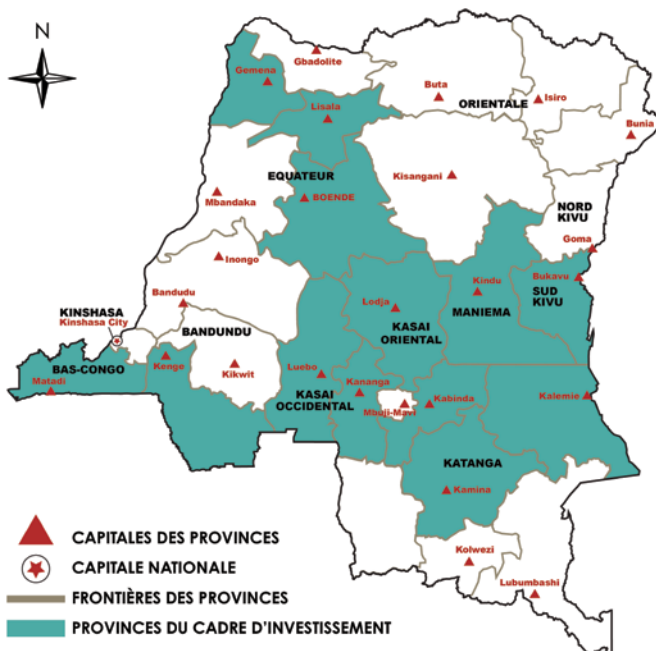 N
Gbadolite
Gemena
Buta
Isiro
ORIENTALE
Lisala
Bunia
EQUATEUR
Kisangani
Mbandaka
BOENDE
NORD
KIVU
Goma
Inongo
Bukavu
Kindu
SUD
KIVU
Bandudu
Lodja
MANIEMA
KINSHASA
Kinshasa City
BANDUNDU
KASAI
ORIENTAL
Kenge
Kikwit
BAS-CONGO
Matadi
Luebo
Kananga
KASAI
OCCIDENTAL
Mbuji-Mavi
Kabinda
Kalemie
KATANGA
Kamina
Kolwezi
Lubumbashi
CAPITALES DES PROVINCES
CAPITALE NATIONALE
FRONTIÈRES DES PROVINCES
PROVINCES DU CADRE D'INVESTISSEMENT